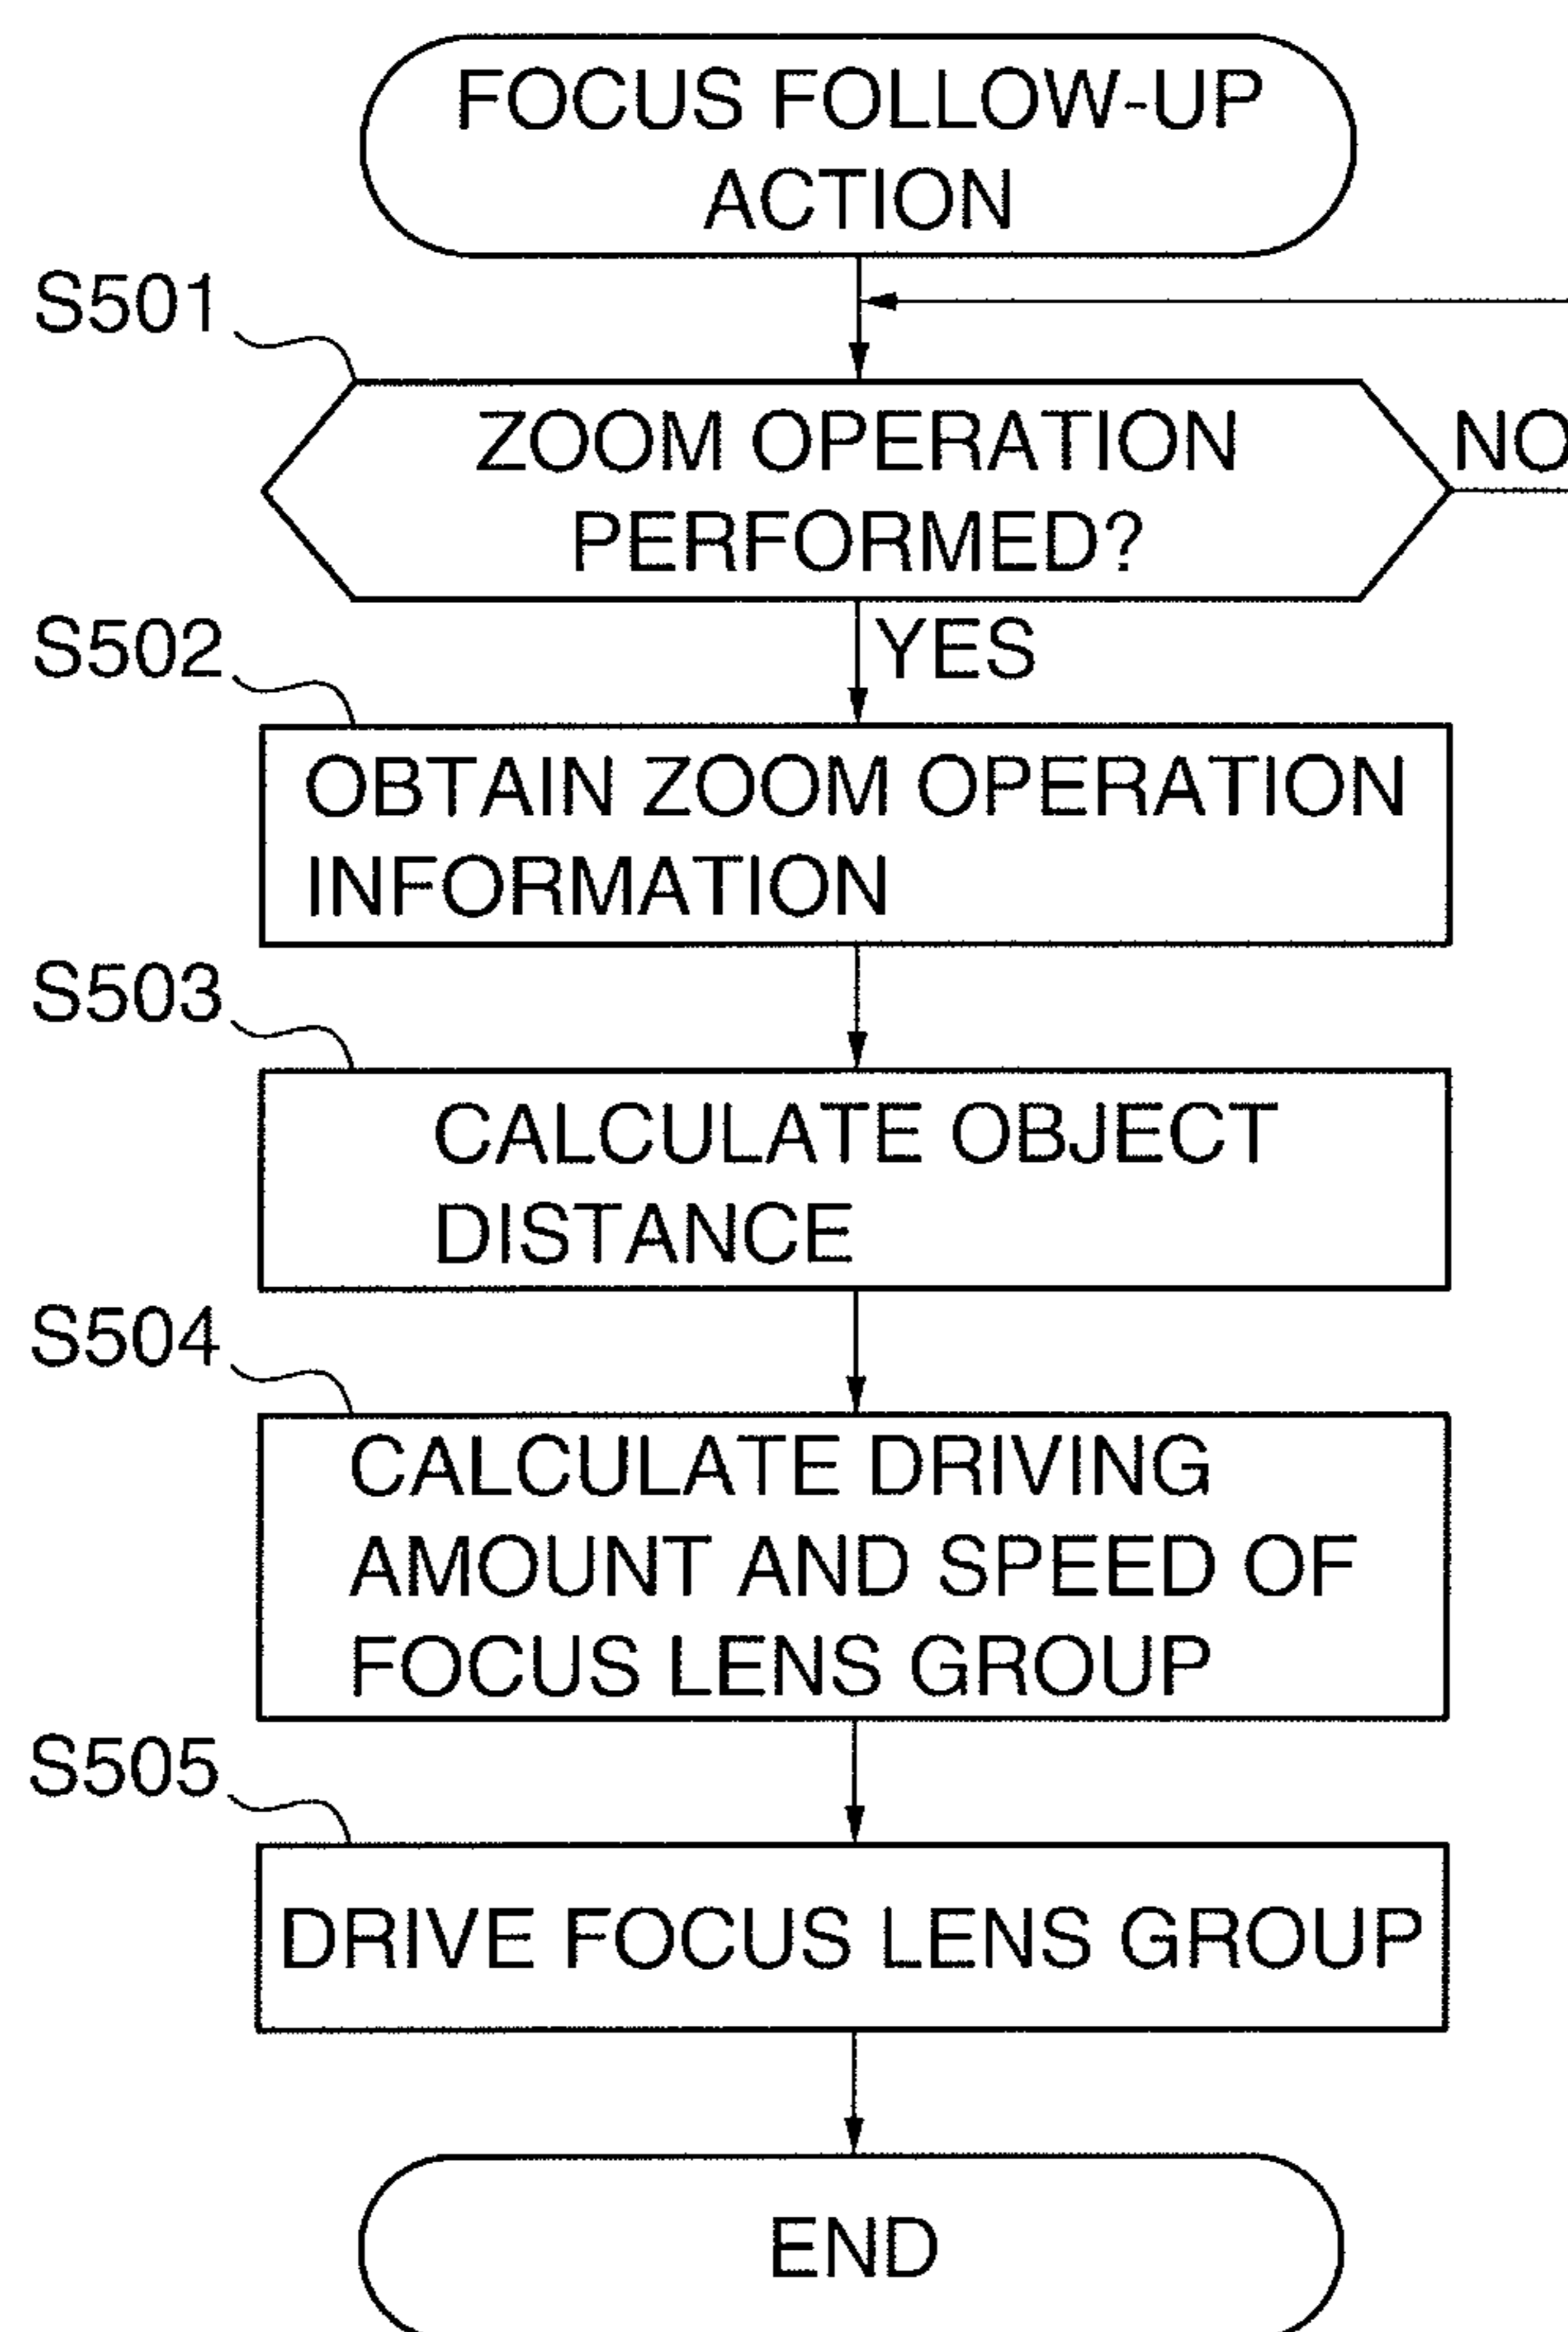 FOCUS FOLLOW-UP
ACTION
S501
ZOOM OPERATION
PERFORMED?
NO
S502
YES
OBTAIN ZOOM OPERATION
INFORMATION
S503
CALCULATE OBJECT
DISTANCE
S504
CALCULATE DRIVING
AMOUNT AND SPEED OF
FOCUS LENS GROUP
S505
DRIVE FOCUS LENS GROUP
END